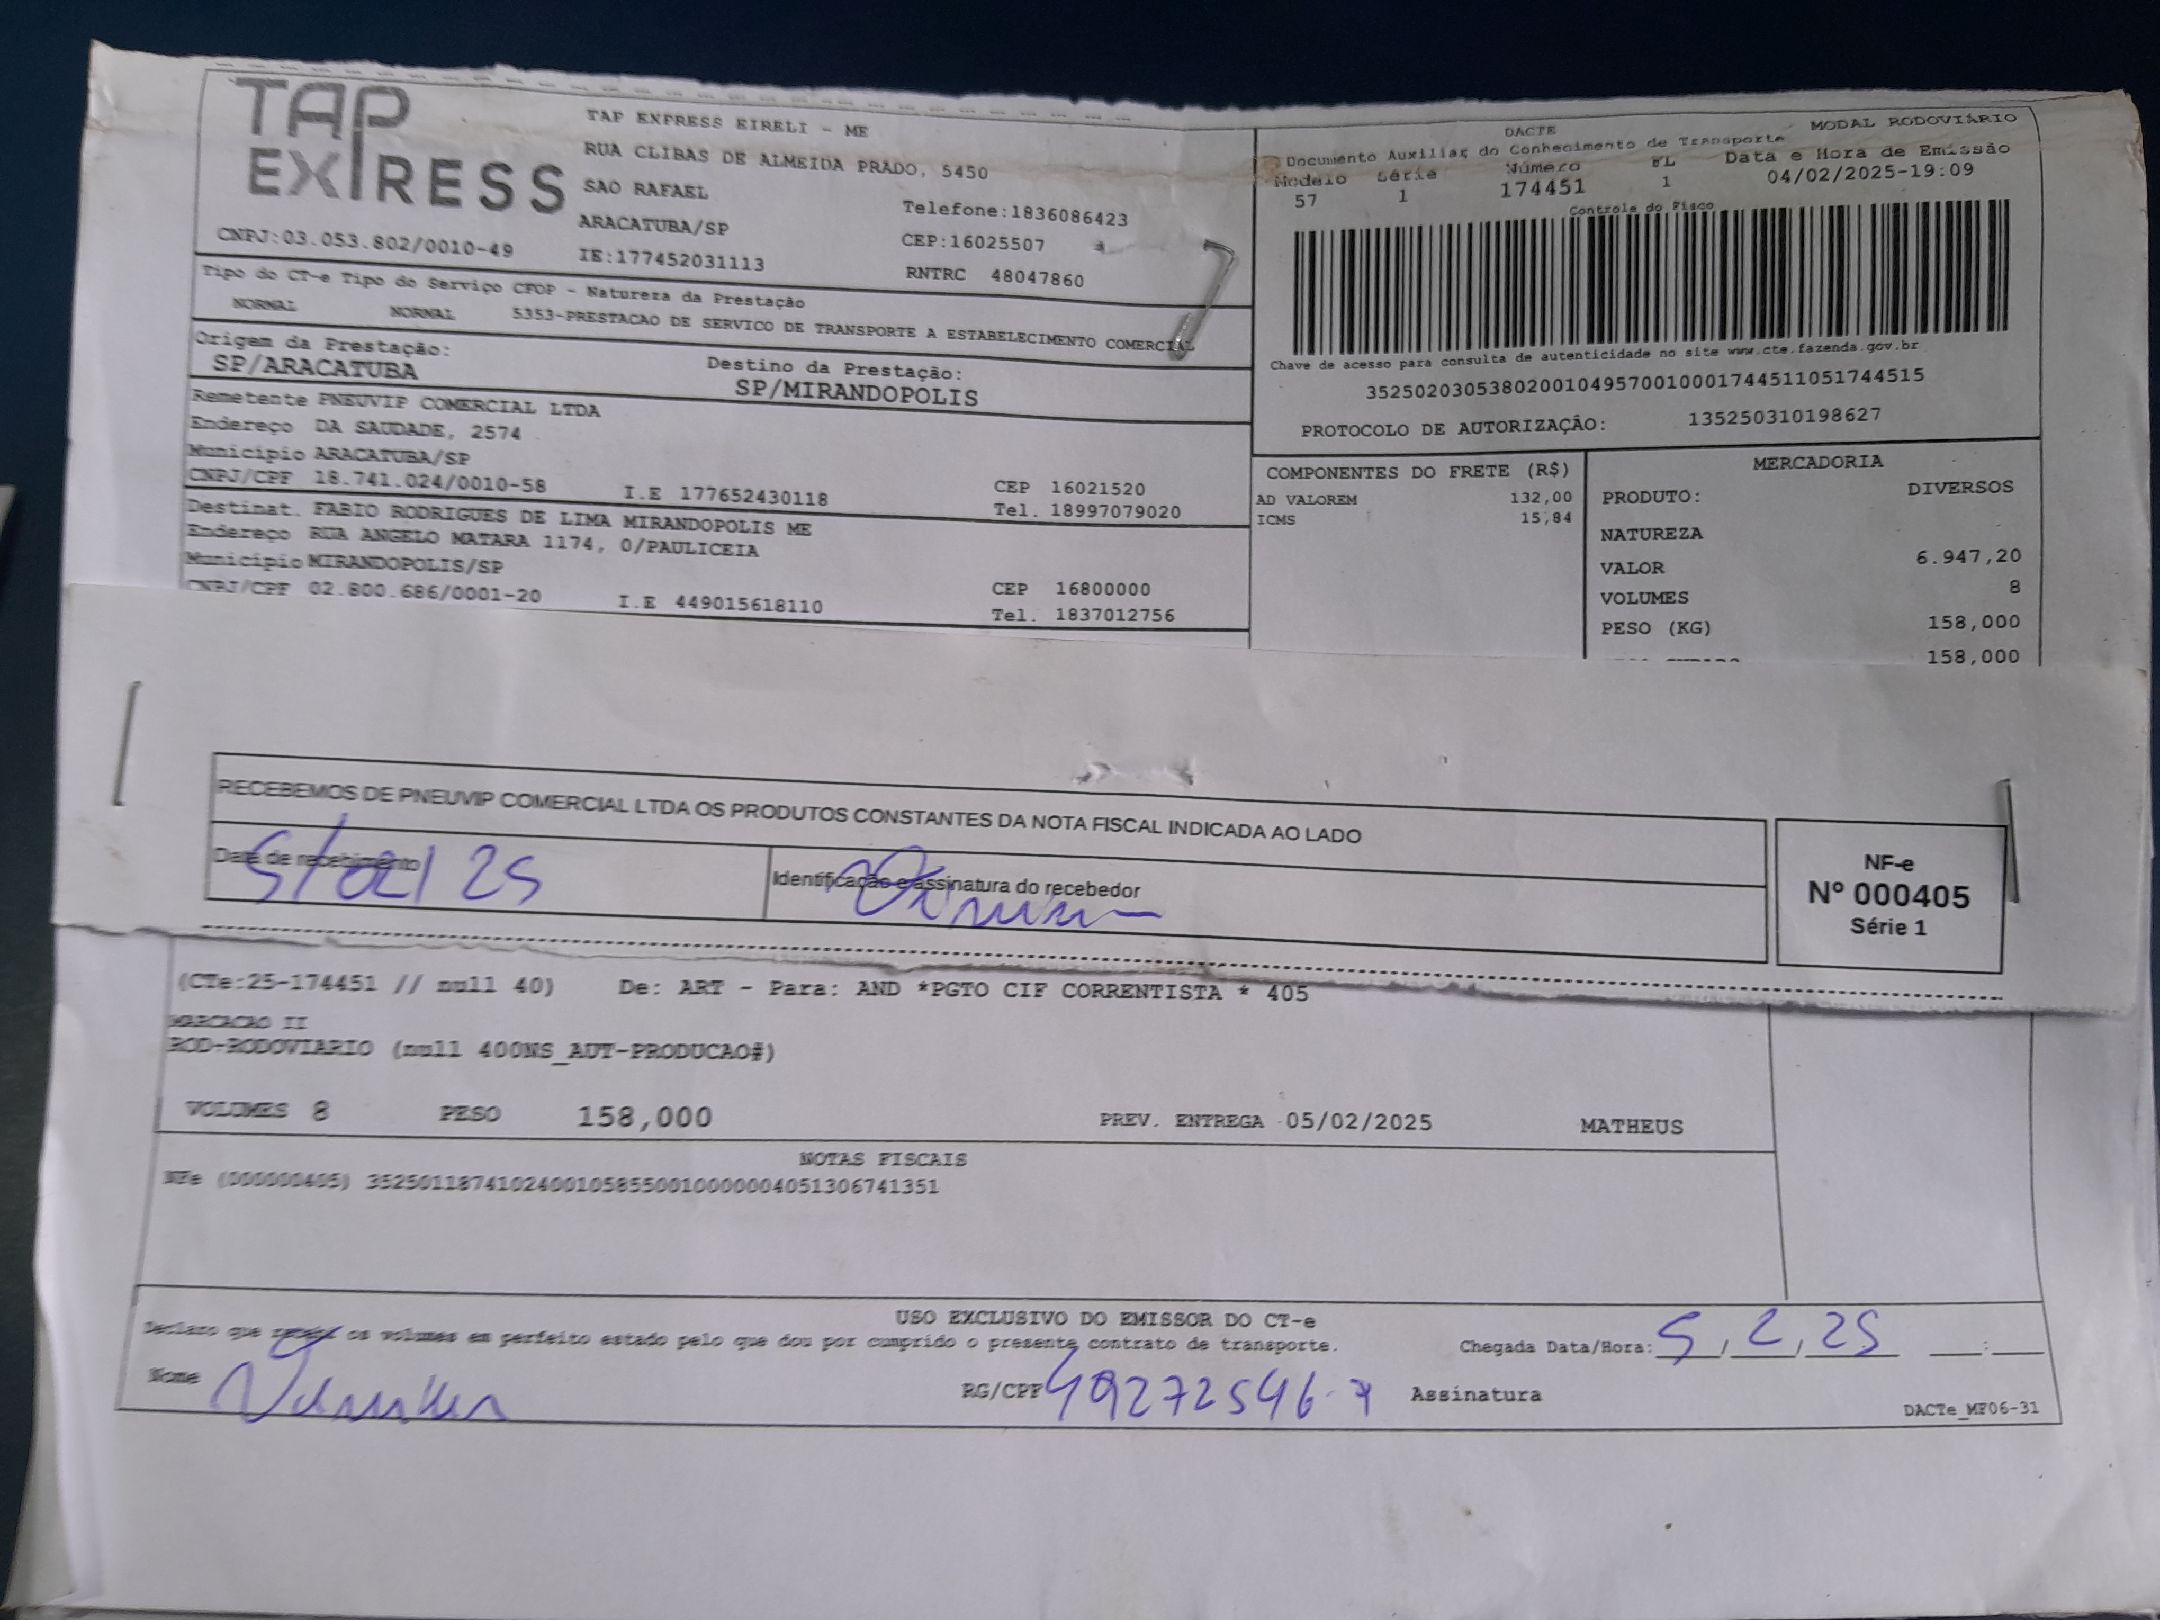 TAP EXPRESS
TAP EXPRESS EIRELI - ME
RUA CLIBAS DE ALMEIDA PRADO, 5450
SAO RAFAEL
ARACATUBA/SP
Telefone:1836086423
CEP:16025507
CNPJ:03.053.802/0010-49
IE:177452031113
RNTRC 48047860
DACTE
MODAL RODOVIÁRIO
Documento Auxiliar do Conhecimento de Transporte
Modelo Série Número FL Data e Hora de Emissão
57 1 174451 1 04/02/2025-19:09
Controle do Fisco
Chave de acesso para consulta de autenticidade no site www.cte.fazenda.gov.br
35250203053802001049570010001744511051744515
PROTOCOLO DE AUTORIZAÇÃO: 135250310198627
Tipo do CT-e Tipo do Serviço CFOP - Natureza da Prestação
NORMAL NORMAL 5353-PRESTACAO DE SERVICO DE TRANSPORTE A ESTABELECIMENTO COMERCIAL
Origem da Prestação: Destino da Prestação:
SP/ARACATUBA SP/MIRANDOPOLIS
Remetente PNEUVIP COMERCIAL LTDA
Endereço DA SAUDADE, 2574
Município ARACATUBA/SP CEP 16021520
CNPJ/CPF 18.741.024/0010-58 I.E 177652430118 Tel. 18997079020
Destinat. FABIO RODRIGUES DE LIMA MIRANDOPOLIS ME
Endereço RUA ANGELO MATARA 1174, 0/PAULICEIA
Município MIRANDOPOLIS/SP CEP 16800000
CNPJ/CPF 02.800.686/0001-20 I.E 449015618110 Tel. 1837012756
COMPONENTES DO FRETE (R$)
AD VALOREM 132,00
ICMS 15,84
MERCADORIA
PRODUTO: DIVERSOS
NATUREZA
VALOR 6.947,20
VOLUMES 8
PESO (KG) 158,000
158,000
RECEBEMOS DE PNEUVIP COMERCIAL LTDA OS PRODUTOS CONSTANTES DA NOTA FISCAL INDICADA AO LADO
Data de recebimento
5/02/25
Identificação e assinatura do recebedor
NF-e
Nº 000405
Série 1
(CTe:25-174451 // null 40) De: ART - Para: AND *PGTO CIF CORRENTISTA * 405
MARCACAO II
ROD-RODOVIARIO (null 400NS_AUT-PRODUCAO#)
VOLUMES 8 PESO 158,000 PREV. ENTREGA 05/02/2025 MATHEUS
NOTAS FISCAIS
NFe (000000405) 35250118741024001058550010000004051306741351
USO EXCLUSIVO DO EMISSOR DO CT-e
Declaro que recebi os volumes em perfeito estado pelo que dou por cumprido o presente contrato de transporte. Chegada Data/Hora: 5/2/25 __:__
Nome RG/CPF 49272546-7 Assinatura
DACTe_MF06-31